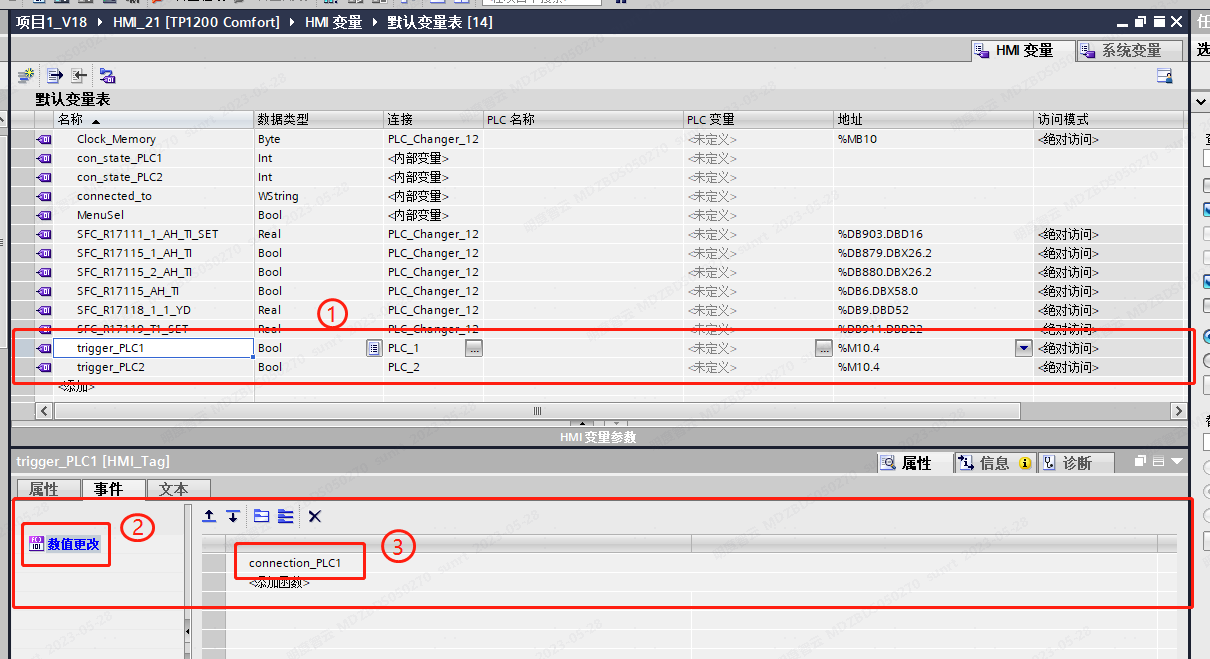 项目1_V18 ▸ HMI_21 [TP1200 Comfort] ▸ HMI 变量 ▸ 默认变量表 [14]
HMI 变量 系统变量
默认变量表
名称 数据类型 连接 PLC 名称 PLC 变量 地址 访问模式
Clock_Memory Byte PLC_Changer_12 <未定义> %MB10 <绝对访问>
con_state_PLC1 Int <内部变量> <未定义>
con_state_PLC2 Int <内部变量> <未定义>
connected_to WString <内部变量> <未定义>
MenuSel Bool <内部变量> <未定义>
SFC_R17111_1_AH_TI_SET Real PLC_Changer_12 <未定义> %DB903.DBD16 <绝对访问>
SFC_R17115_1_AH_TI Bool PLC_Changer_12 <未定义> %DB879.DBX26.2 <绝对访问>
SFC_R17115_2_AH_TI Bool PLC_Changer_12 <未定义> %DB880.DBX26.2 <绝对访问>
SFC_R17115_AH_TI Bool PLC_Changer_12 <未定义> %DB6.DBX58.0 <绝对访问>
SFC_R17118_1_1_YD Real PLC_Changer_12 <未定义> %DB9.DBD52 <绝对访问>
SFC_R17119_T1_SET Real PLC_Changer_12 <未定义> %DB911.DBD22 <绝对访问>
1
trigger_PLC1 Bool PLC_1 ... <未定义> ... %M10.4 <绝对访问>
trigger_PLC2 Bool PLC_2 <未定义> %M10.4 <绝对访问>
<添加>
HMI 变量参数
trigger_PLC1 [HMI_Tag] 属性 信息 诊断
属性 事件 文本
2
数值更改
3
connection_PLC1
<添加函数>